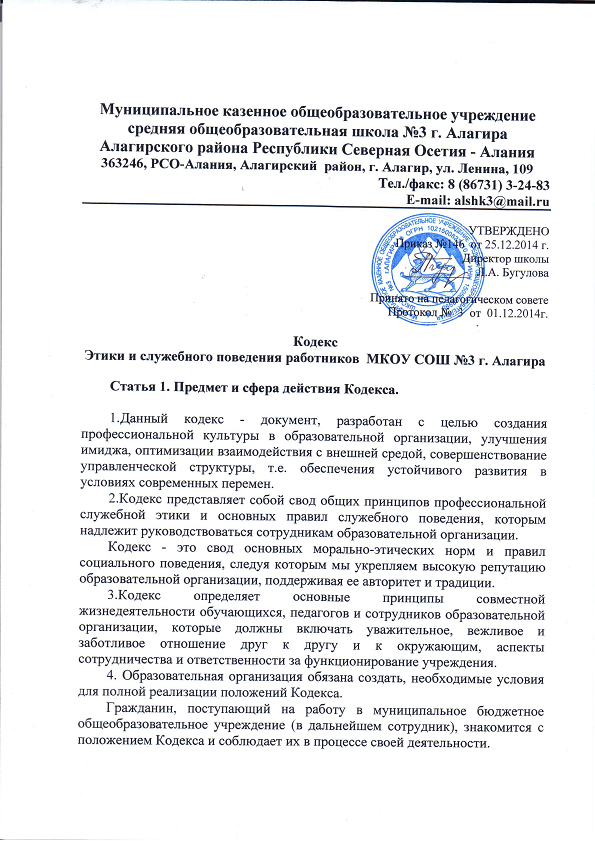 Муниципальное казенное общеобразовательное учреждение
средняя общеобразовательная школа №3 г. Алагира
Алагирского района Республики Северная Осетия - Алания
363246, РСО-Алания, Алагирский район, г. Алагир, ул. Ленина, 109
Тел./факс: 8 (86731) 3-24-83
E-mail: alshk3@mail.ru
УТВЕРЖДЕНО
Приказ №146 от 25.12.2014 г.
Директор школы
Л.А. Бугулова
Принято на педагогическом совете
Протокол № 3 от 01.12.2014г.
Кодекс
Этики и служебного поведения работников МКОУ СОШ №3 г. Алагира
Статья 1. Предмет и сфера действия Кодекса.
1.Данный кодекс - документ, разработан с целью создания
профессиональной культуры в образовательной организации, улучшения
имиджа, оптимизации взаимодействия с внешней средой, совершенствование
управленческой структуры, т.е. обеспечения устойчивого развития в
условиях современных перемен.
2.Кодекс представляет собой свод общих принципов профессиональной
служебной этики и основных правил служебного поведения, которым
надлежит руководствоваться сотрудникам образовательной организации.
Кодекс - это свод основных морально-этических норм и правил
социального поведения, следуя которым мы укрепляем высокую репутацию
образовательной организации, поддерживая ее авторитет и традиции.
3.Кодекс определяет основные принципы совместной
жизнедеятельности обучающихся, педагогов и сотрудников образовательной
организации, которые должны включать уважительное, вежливое и
заботливое отношение друг к другу и к окружающим, аспекты
сотрудничества и ответственности за функционирование учреждения.
4. Образовательная организация обязана создать, необходимые условия
для полной реализации положений Кодекса.
Гражданин, поступающий на работу в муниципальное бюджетное
общеобразовательное учреждение (в дальнейшем сотрудник), знакомится с
положением Кодекса и соблюдает их в процессе своей деятельности.